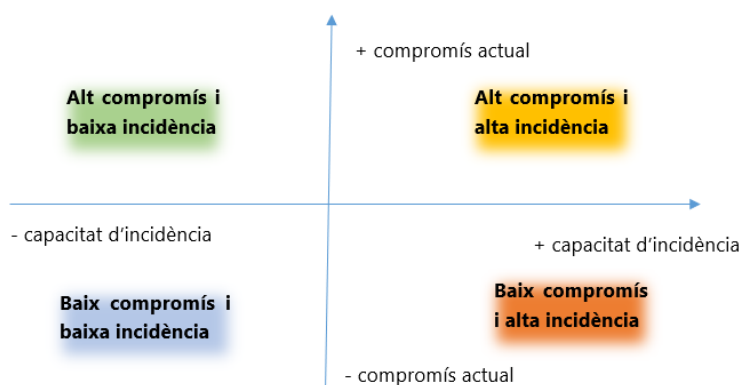 + compromís actual
Alt compromís i
baixa incidència
Alt compromís i
alta incidència
- capacitat d'incidència
+ capacitat d'incidència
Baix compromís i
baixa incidència
Baix compromís
i alta incidència
- compromís actual